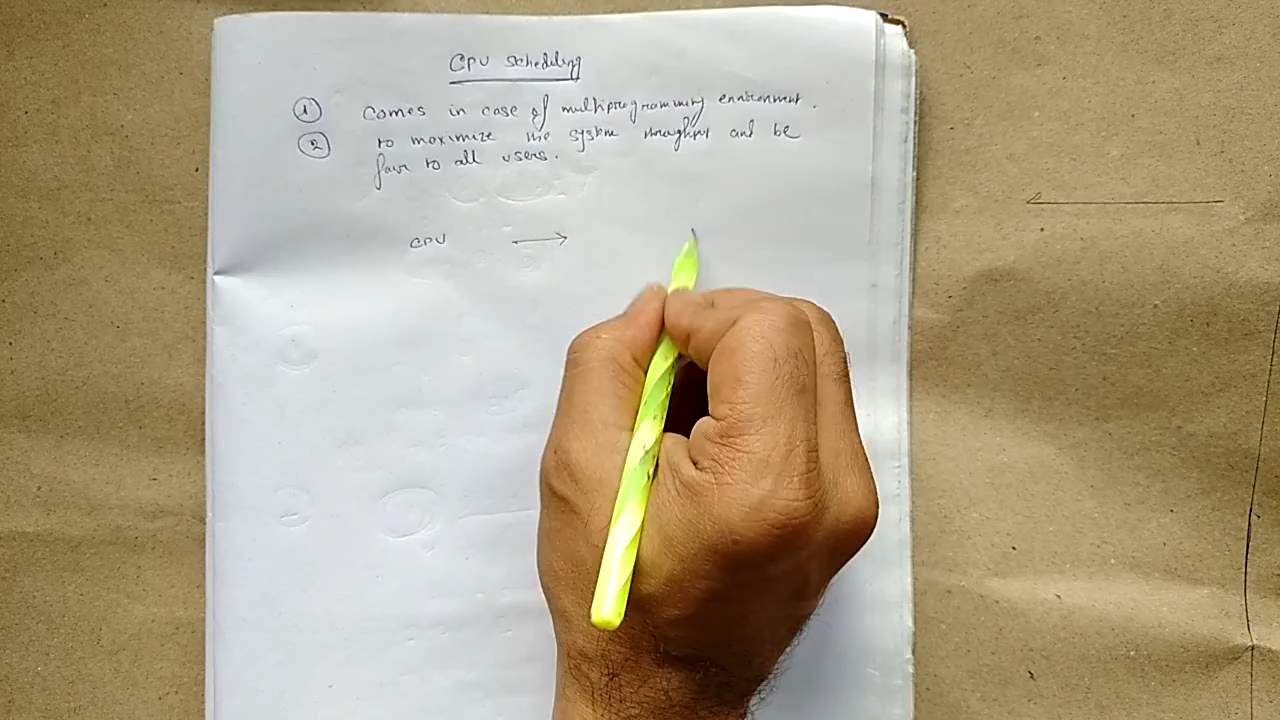 CPU Scheduling
1 Comes in case of multiprogramming environment.
2 to maximize the system throughput and be
fair to all users.
CPU →